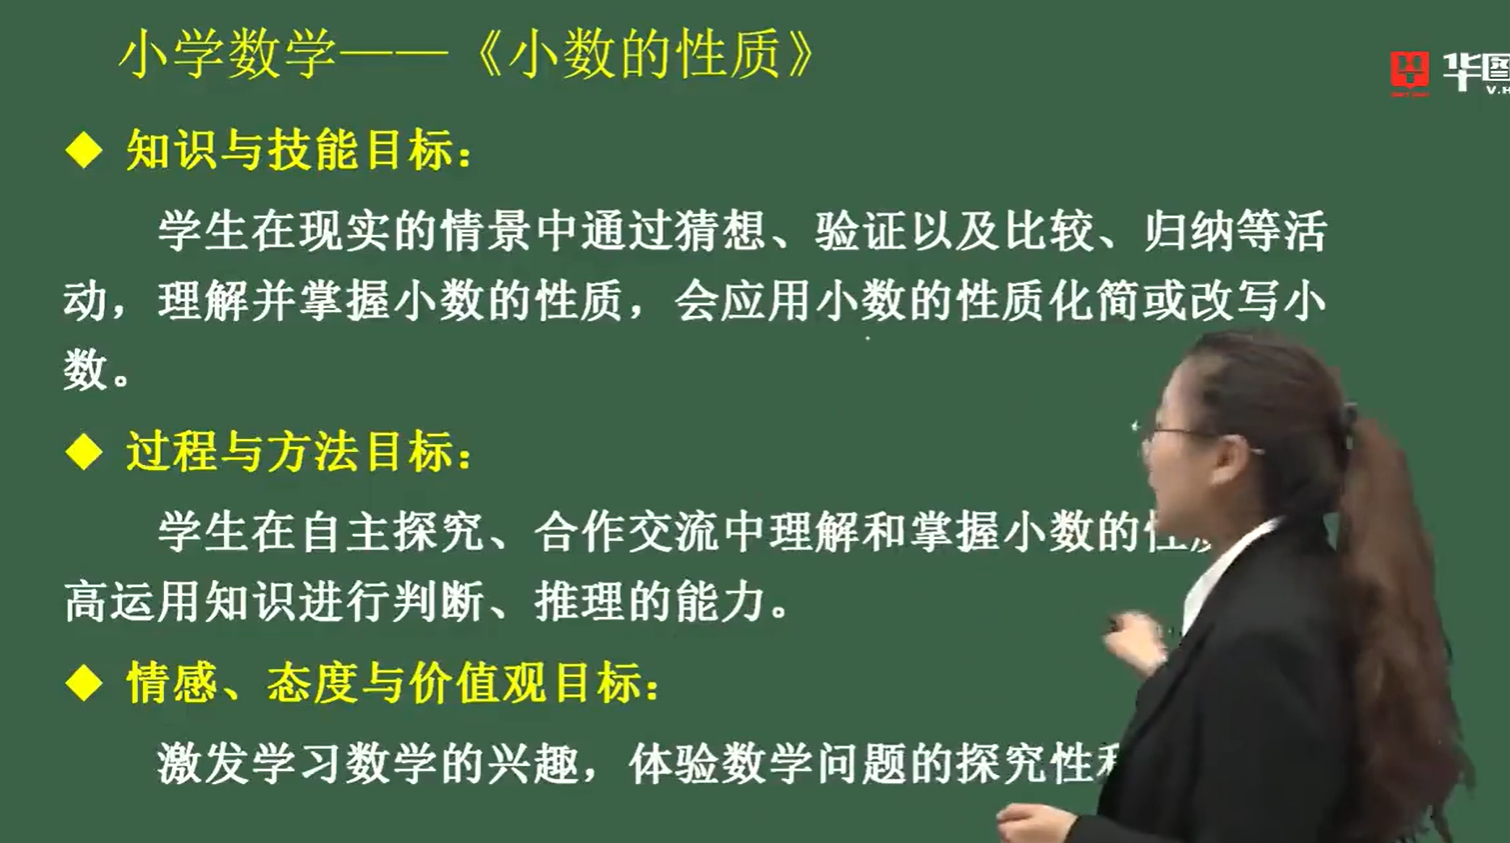 小学数学——《小数的性质》
华图
V.H
◆ 知识与技能目标：
学生在现实的情景中通过猜想、验证以及比较、归纳等活
动，理解并掌握小数的性质，会应用小数的性质化简或改写小
数。
◆ 过程与方法目标：
学生在自主探究、合作交流中理解和掌握小数的性
高运用知识进行判断、推理的能力。
◆ 情感、态度与价值观目标：
激发学习数学的兴趣，体验数学问题的探究性